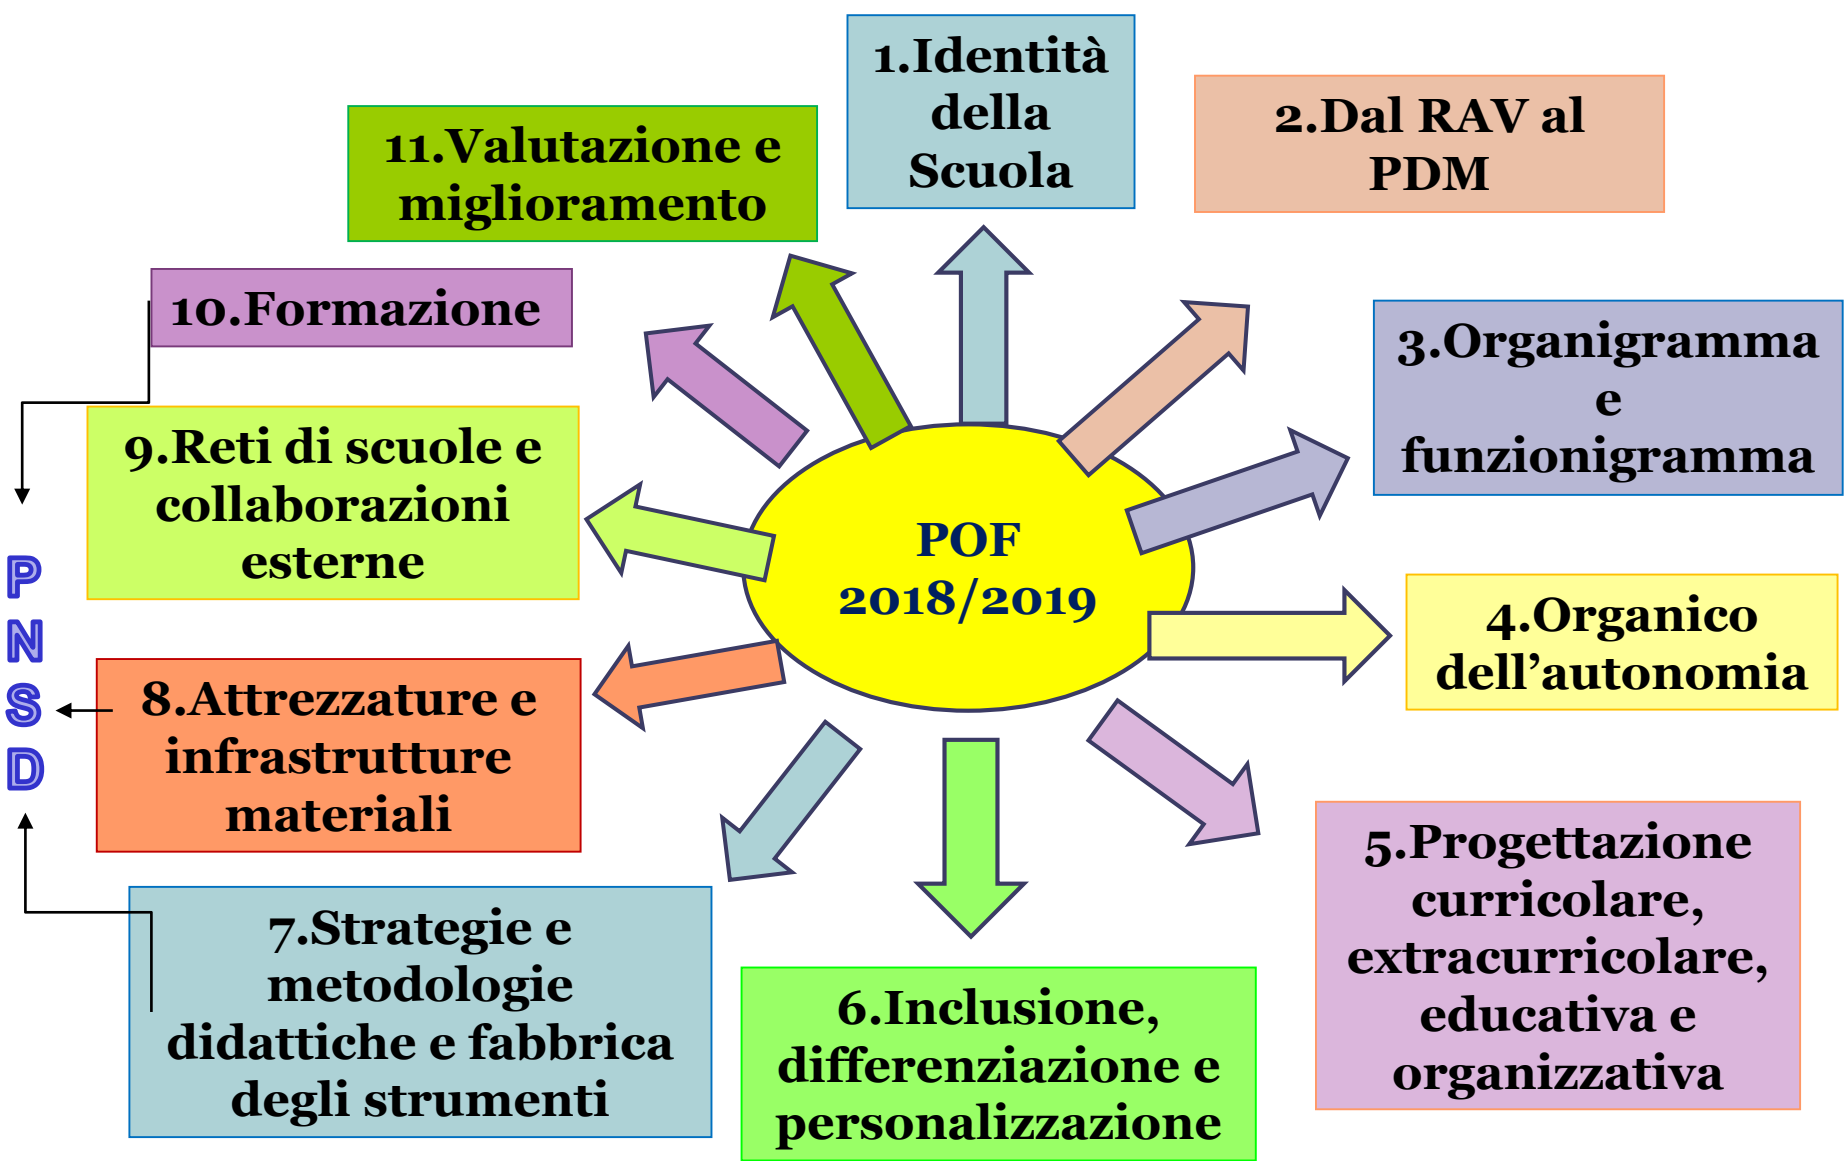 1.Identità
della
Scuola
2.Dal RAV al
PDM
3.Organigramma
e
funzionigramma
4.Organico
dell’autonomia
5.Progettazione
curricolare,
extracurricolare,
educativa e
organizzativa
6.Inclusione,
differenziazione e
personalizzazione
7.Strategie e
metodologie
didattiche e fabbrica
degli strumenti
8.Attrezzature e
infrastrutture
materiali
9.Reti di scuole e
collaborazioni
esterne
10.Formazione
11.Valutazione e
miglioramento
POF
2018/2019
P
N
S
D